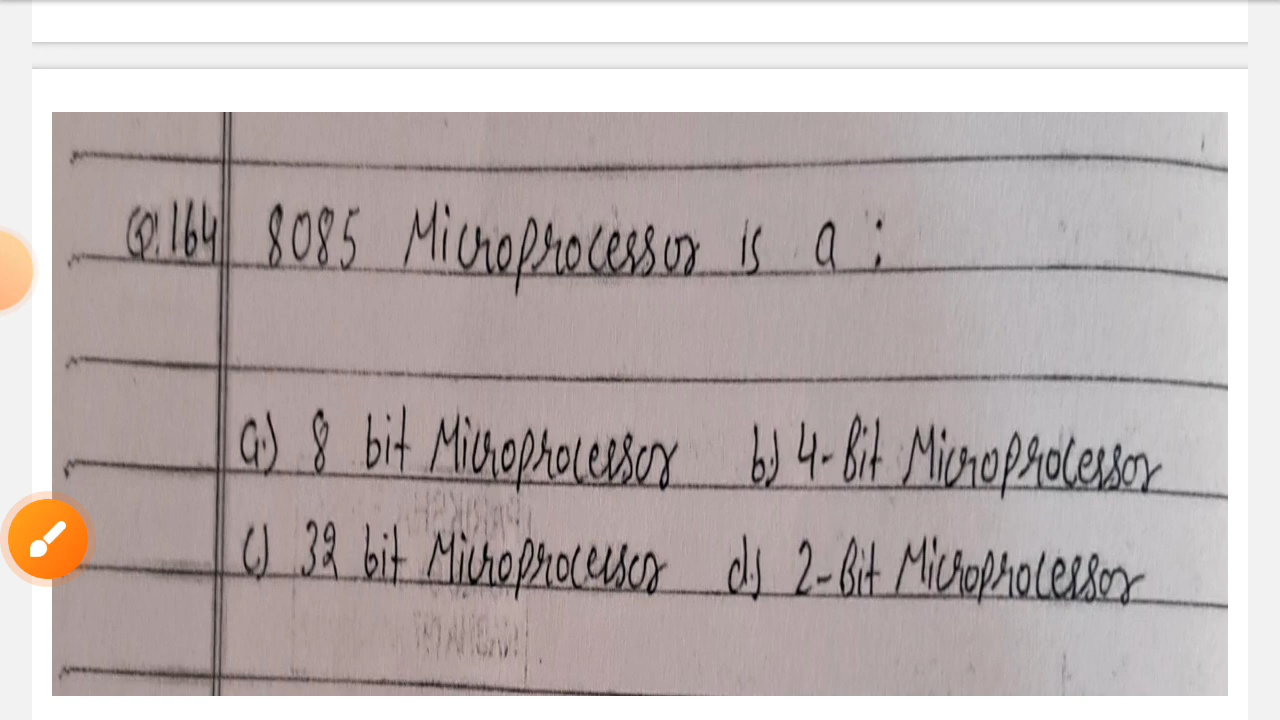 Q.164 8085 Microprocessor is a :
a.) 8 bit Microprocessor b.) 4-Bit Microprocessor
c.) 32 bit Microprocessor d.) 2-Bit Microprocessor